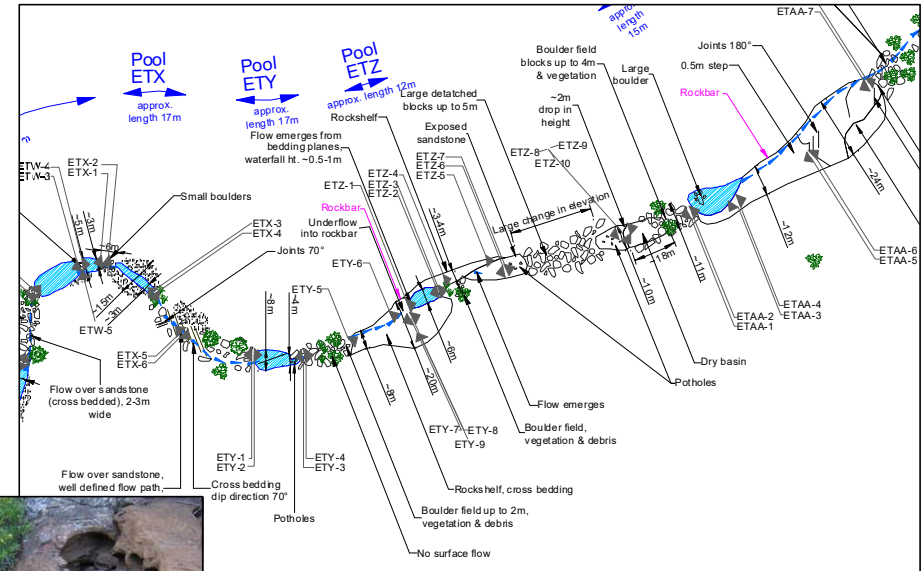 Pool
ETX
approx.
length 17m
Pool
ETY
approx.
length 17m
Pool
ETZ
approx. length 12m
approx.
length
15m
ETAA-7
Joints 180°
0.5m step
Rockbar
Boulder field
blocks up to 4m
& vegetation
Large
boulder
~2m
drop in
height
Large detatched
blocks up to 5m
Exposed
sandstone
Rockshelf
Flow emerges from
bedding planes,
waterfall ht. ~0.5-1m
ETZ-1
ETZ-4
ETZ-3
ETZ-2
ETZ-7
ETZ-6
ETZ-5
ETZ-8
ETZ-9
ETZ-10
Rockbar
Underflow
into rockbar
ETY-6
ETY-5
~3-4m
Large change in elevation
ETW-4
ETW-3
ETX-2
ETX-1
Small boulders
~5m
~3m
~6m
ETX-3
ETX-4
Joints 70°
~15m
~3m
ETW-5
ETX-5
ETX-6
~8m
~4m
~8m
~20m
~6m
~10m
~18m
~11m
~12m
~24m
ETAA-6
ETAA-5
ETAA-4
ETAA-3
ETAA-2
ETAA-1
Dry basin
Potholes
Flow emerges
Boulder field,
vegetation & debris
ETY-7
ETY-8
ETY-9
Flow over sandstone
(cross bedded), 2-3m
wide
ETY-1
ETY-2
ETY-4
ETY-3
Flow over sandstone,
well defined flow path,
Cross bedding
dip direction 70°
Potholes
Rockshelf, cross bedding
Boulder field up to 2m,
vegetation & debris
No surface flow